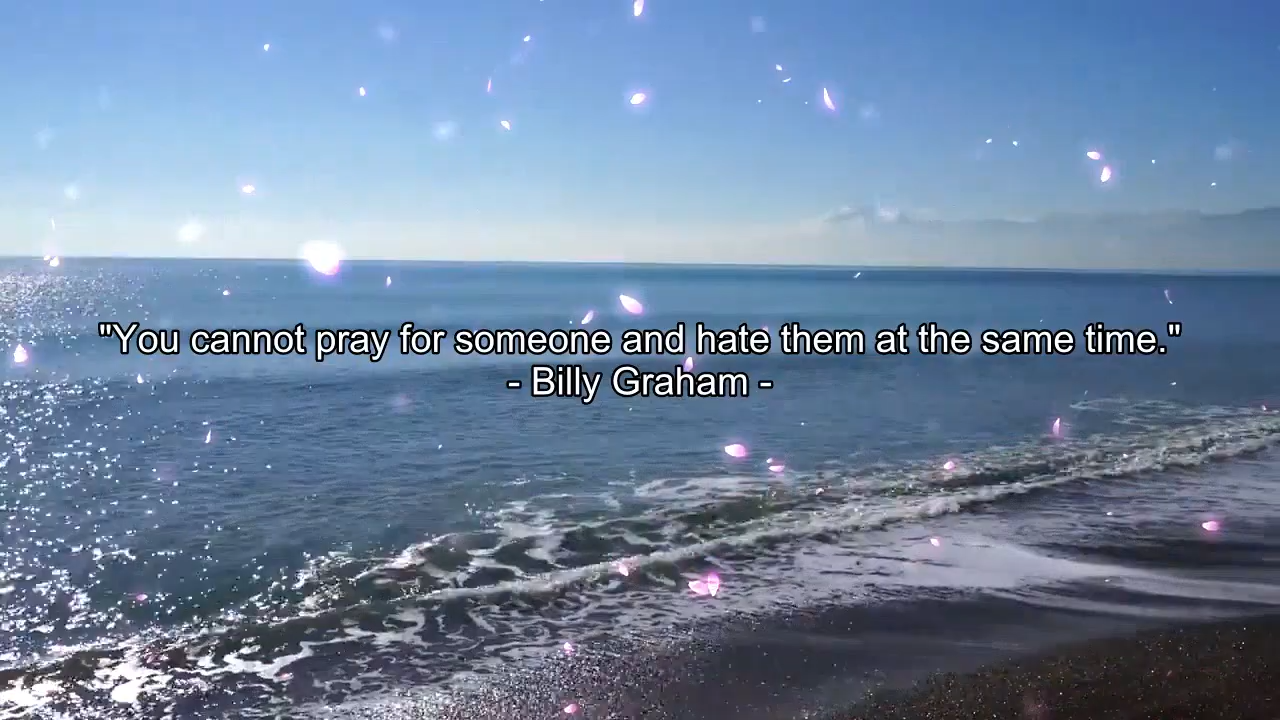 "You cannot pray for someone and hate them at the same time."
- Billy Graham -